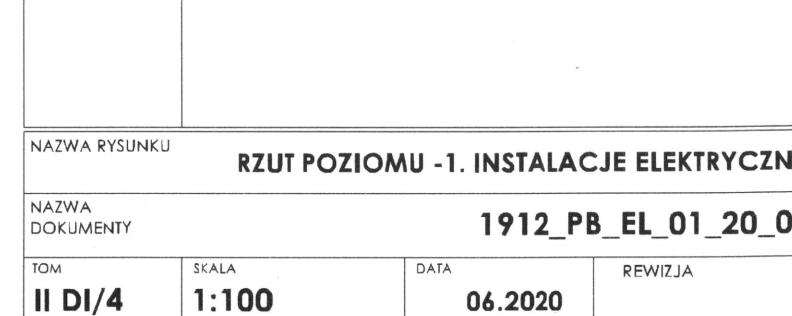 NAZWA RYSUNKU
RZUT POZIOMU -1. INSTALACJE ELEKTRYCZN
NAZWA
DOKUMENTY
1912_PB_EL_01_20_0
TOM SKALA DATA REWIZJA
II DI/4 1:100 06.2020